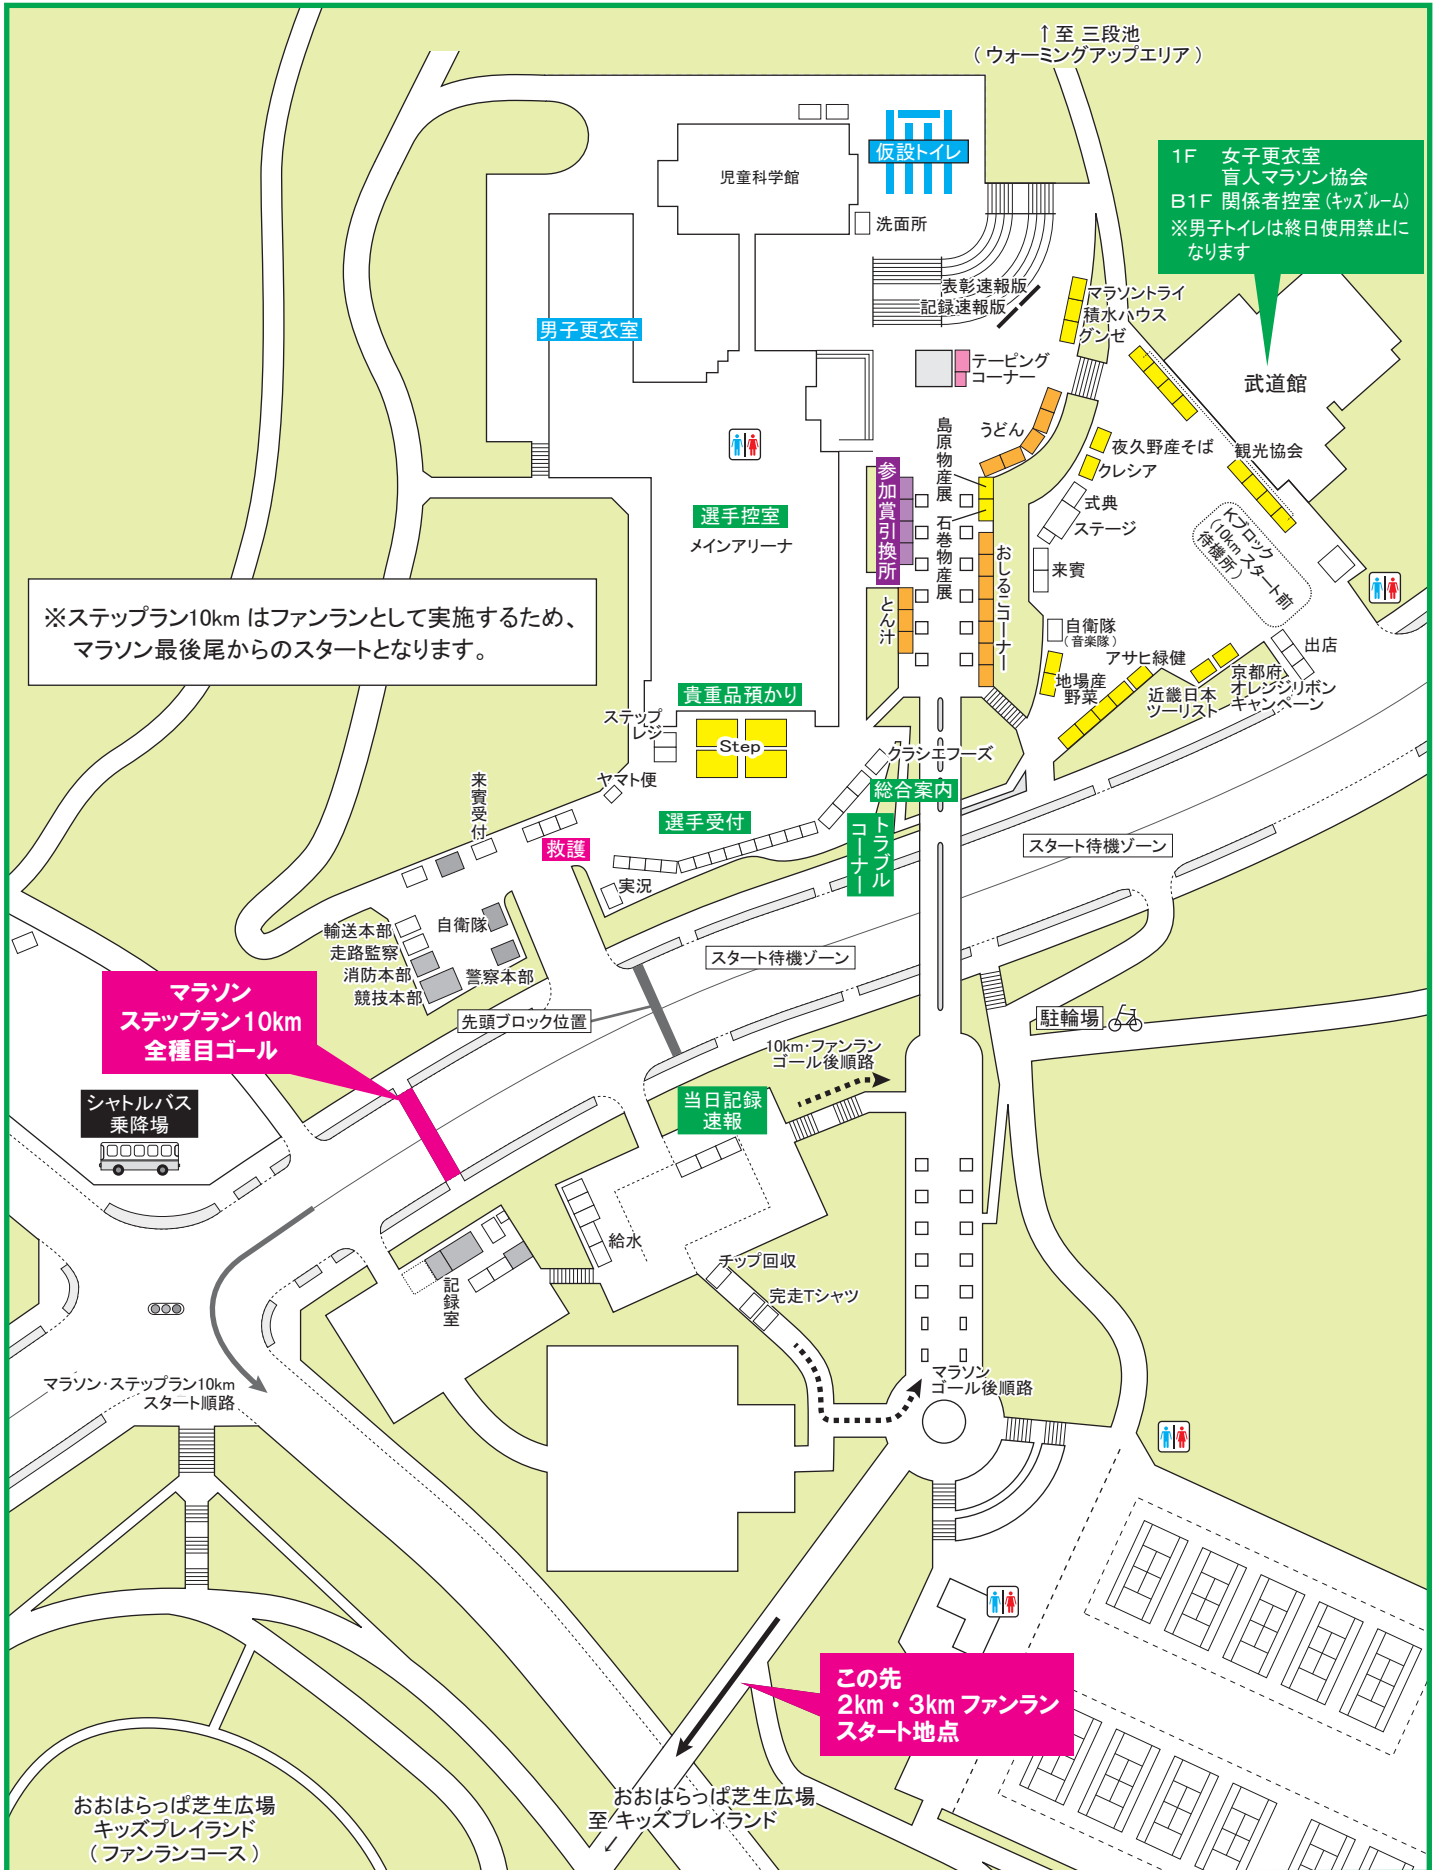 ↑至 三段池
(ウォーミングアップエリア)
仮設トイレ
児童科学館
洗面所
1F 女子更衣室
盲人マラソン協会
B1F 関係者控室(キッズルーム)
※男子トイレは終日使用禁止に
なります
表彰速報版
記録速報版
マラソントライ
積水ハウス
グンゼ
男子更衣室
テーピング
コーナー
武道館
うどん
島原物産展
夜久野産そば
クレシア
観光協会
参加賞引換所
選手控室
メインアリーナ
石巻物産展
式典
ステージ
Kブロック
(10km スタート前
待機所)
おしるこコーナー
来賓
とん汁
自衛隊
(音楽隊)
※ステップラン10km はファンランとして実施するため、
マラソン最後尾からのスタートとなります。
出店
アサヒ緑健
地場産
野菜
近畿日本
ツーリスト
京都府
オレンジリボン
キャンペーン
貴重品預かり
ステップ
レジ
Step
クラシエフーズ
ヤマト便
総合案内
来賓受付
選手受付
トラブル
コーナー
救護
スタート待機ゾーン
実況
輸送本部
走路監察
消防本部
競技本部
自衛隊
警察本部
スタート待機ゾーン
マラソン
ステップラン10km
全種目ゴール
先頭ブロック位置
駐輪場
10km・ファンラン
ゴール後順路
シャトルバス
乗降場
当日記録
速報
給水
チップ回収
記録室
完走Tシャツ
マラソン・ステップラン10km
スタート順路
マラソン
ゴール後順路
この先
2km・3km ファンラン
スタート地点
おおはらっぱ芝生広場
キッズプレイランド
(ファンランコース)
おおはらっぱ芝生広場
至 キッズプレイランド
↙